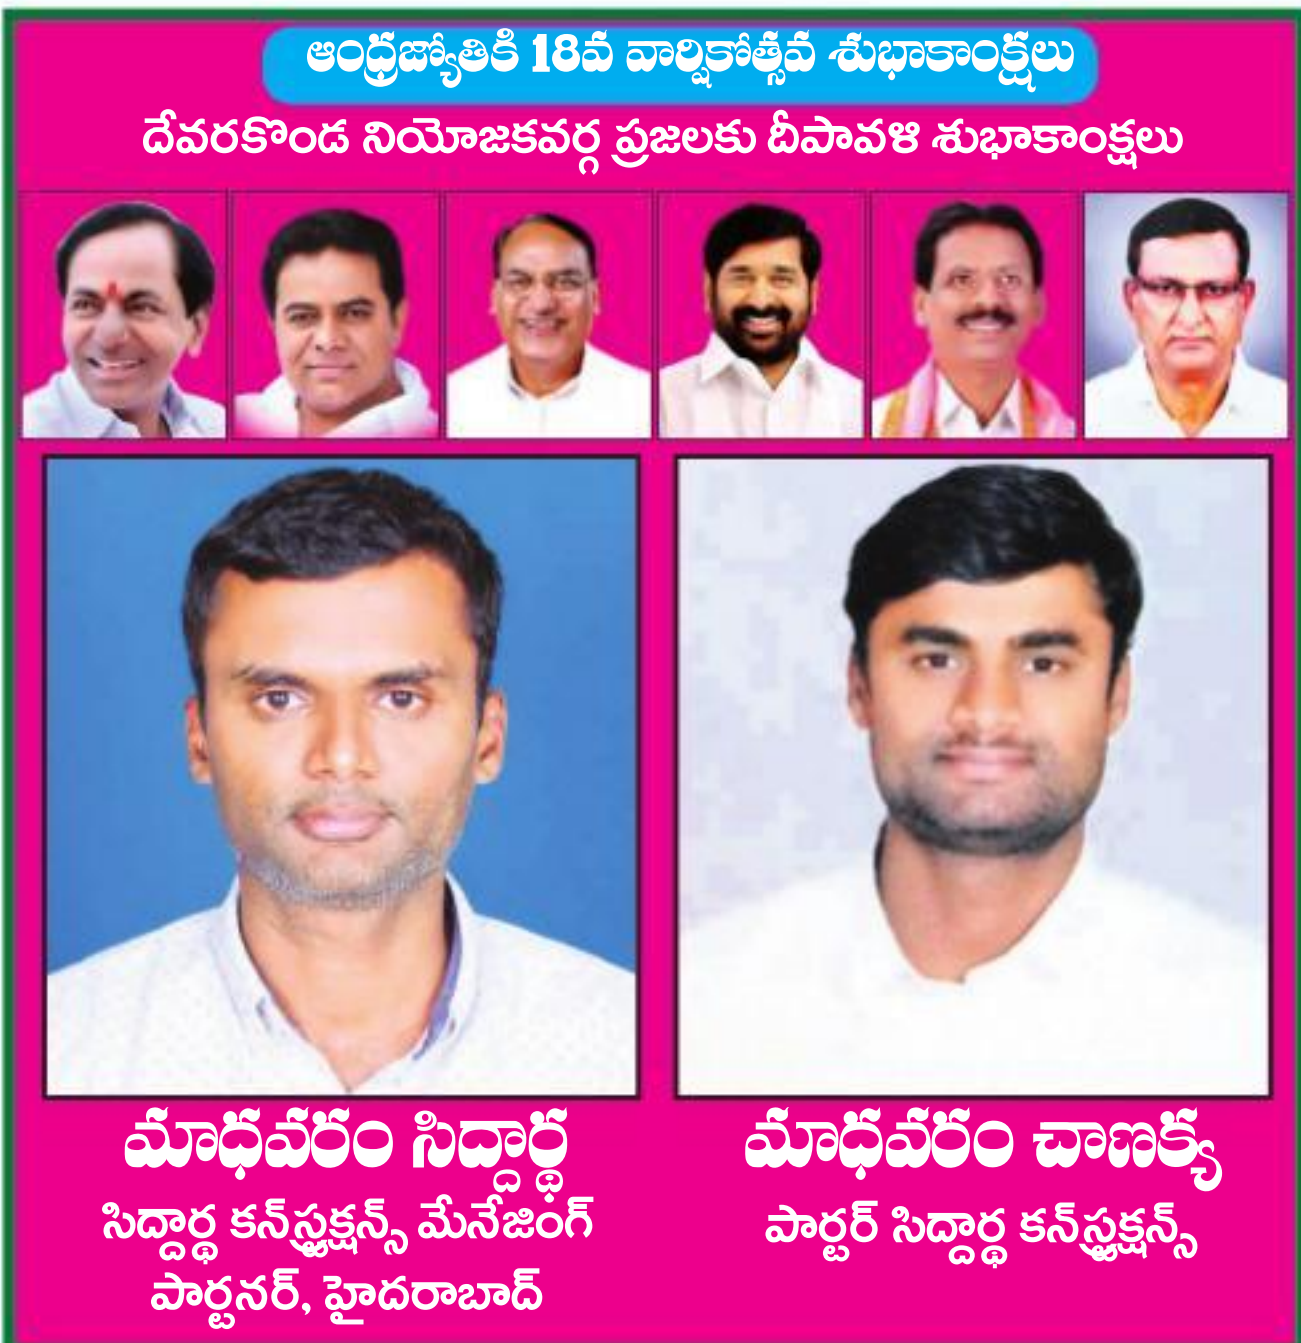 ఆంధ్రజ్యోతికి 18వ వార్షికోత్సవ శుభాకాంక్షలు
దేవరకొండ నియోజకవర్గ ప్రజలకు దీపావళి శుభాకాంక్షలు
మాధవరం సిద్దార్థ
సిద్దార్థ కన్‌స్ట్రక్షన్స్ మేనేజింగ్
పార్టనర్, హైదరాబాద్
మాధవరం చాణక్య
పార్టర్ సిద్దార్థ కన్‌స్ట్రక్షన్స్